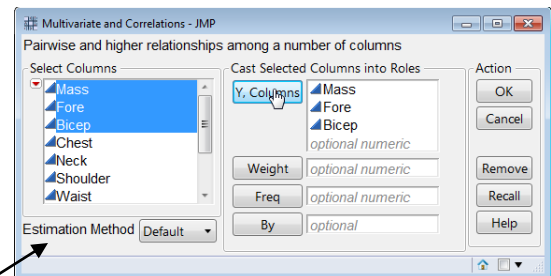 Multivariate and Correlations - JMP
Pairwise and higher relationships among a number of columns
Select Columns
Mass
Fore
Bicep
Chest
Neck
Shoulder
Waist
Estimation Method Default
Cast Selected Columns into Roles
Y, Columns
Mass
Fore
Bicep
optional numeric
Weight optional numeric
Freq optional numeric
By optional
Action
OK
Cancel
Remove
Recall
Help